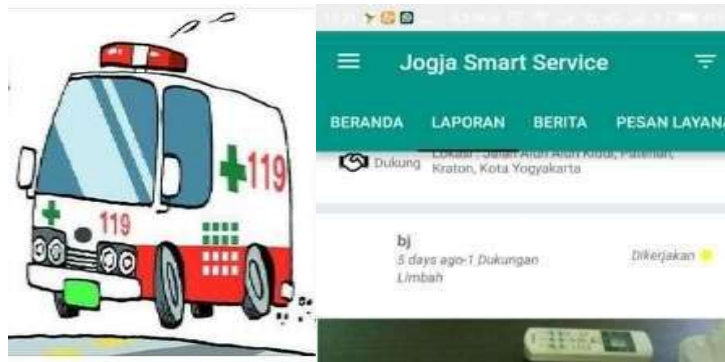 119
119
Jogja Smart Service
BERANDA LAPORAN BERITA PESAN LAYANA
Dukung
Kraton, Kota Yogyakarta
bj
5 days ago-1 Dukungan
Limbah
Dikerjakan